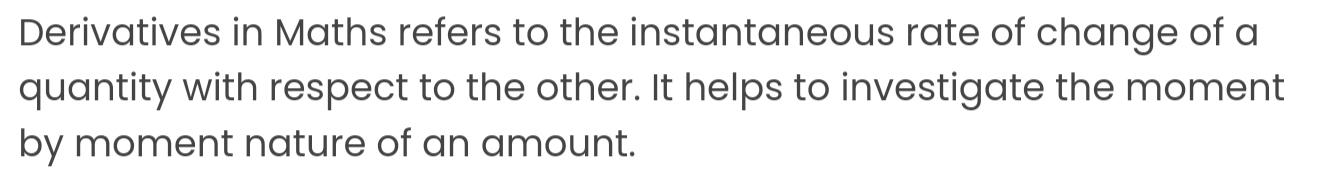 Derivatives in Maths refers to the instantaneous rate of change of a
quantity with respect to the other. It helps to investigate the moment
by moment nature of an amount.